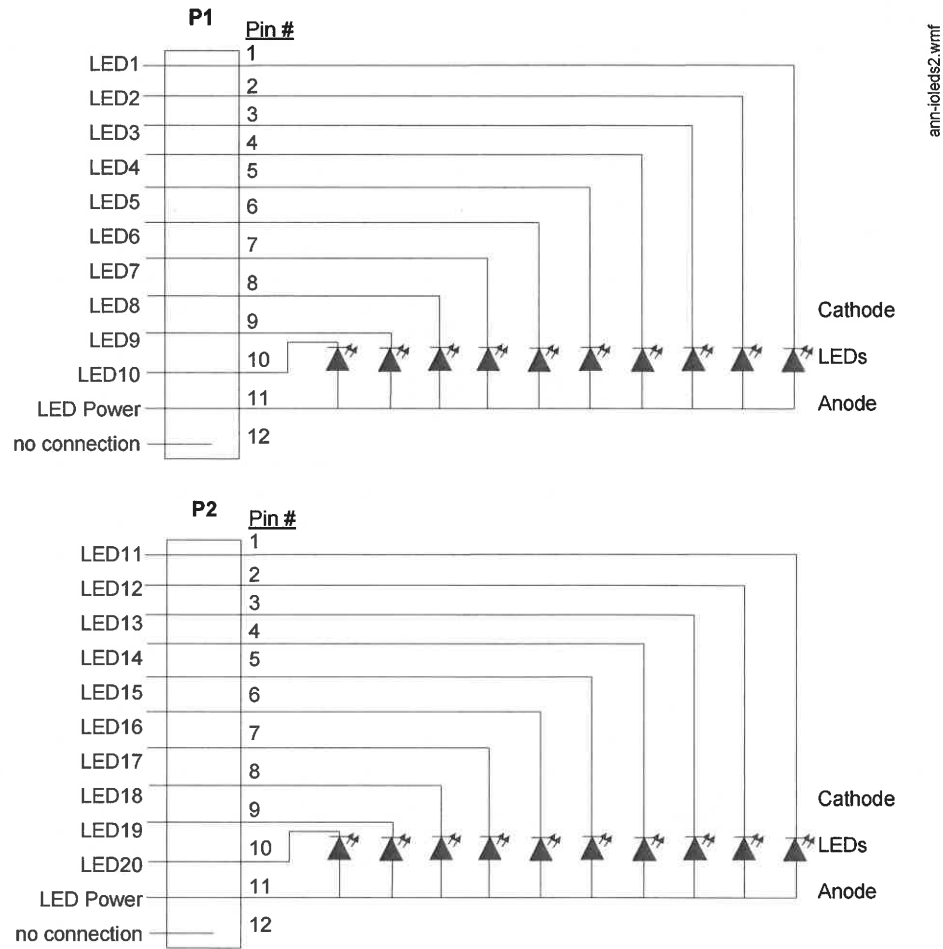 ann-ioleds2.wmf
P1
Pin #
LED1 1
LED2 2
LED3 3
LED4 4
LED5 5
LED6 6
LED7 7
LED8 8
LED9 9
LED10 10
LED Power 11
no connection 12
Cathode
LEDs
Anode
P2
Pin #
LED11 1
LED12 2
LED13 3
LED14 4
LED15 5
LED16 6
LED17 7
LED18 8
LED19 9
LED20 10
LED Power 11
no connection 12
Cathode
LEDs
Anode